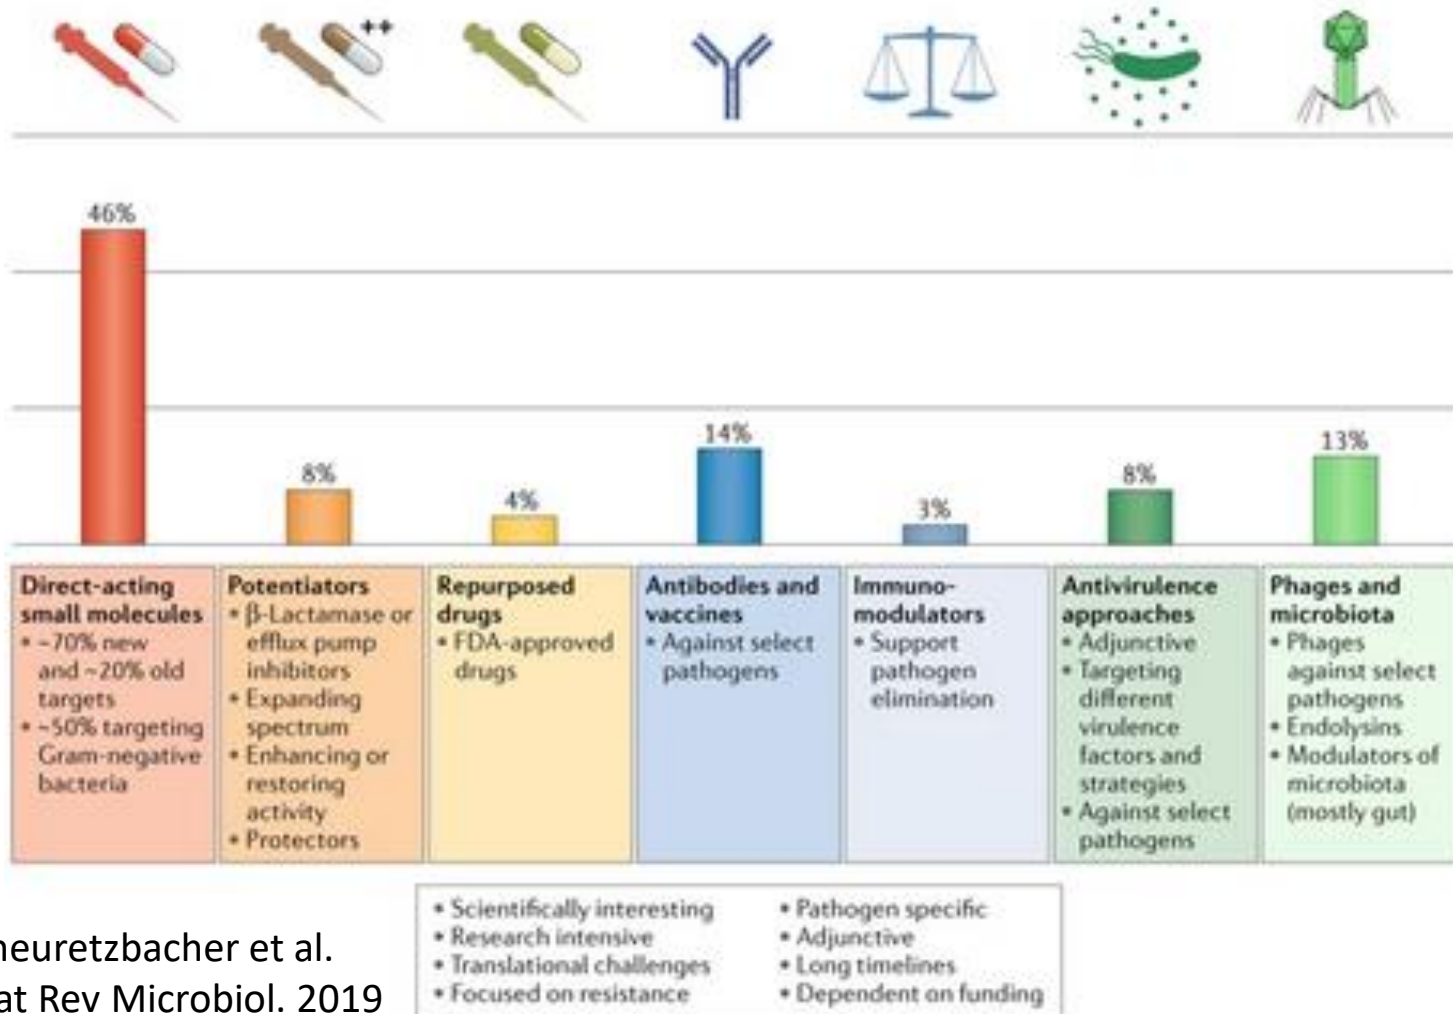 ++
46%
8%
4%
14%
3%
8%
13%
Direct-acting
small molecules
• ~70% new
and ~20% old
targets
• ~50% targeting
Gram-negative
bacteria
Potentiators
• β-Lactamase or
efflux pump
inhibitors
• Expanding
spectrum
• Enhancing or
restoring
activity
• Protectors
Repurposed
drugs
• FDA-approved
drugs
Antibodies and
vaccines
• Against select
pathogens
Immuno-
modulators
• Support
pathogen
elimination
Antivirulence
approaches
• Adjunctive
• Targeting
different
virulence
factors and
strategies
• Against select
pathogens
Phages and
microbiota
• Phages
against select
pathogens
• Endolysins
• Modulators of
microbiota
(mostly gut)
• Scientifically interesting
• Research intensive
• Translational challenges
• Focused on resistance
• Pathogen specific
• Adjunctive
• Long timelines
• Dependent on funding
heuretzbacher et al.
at Rev Microbiol. 2019